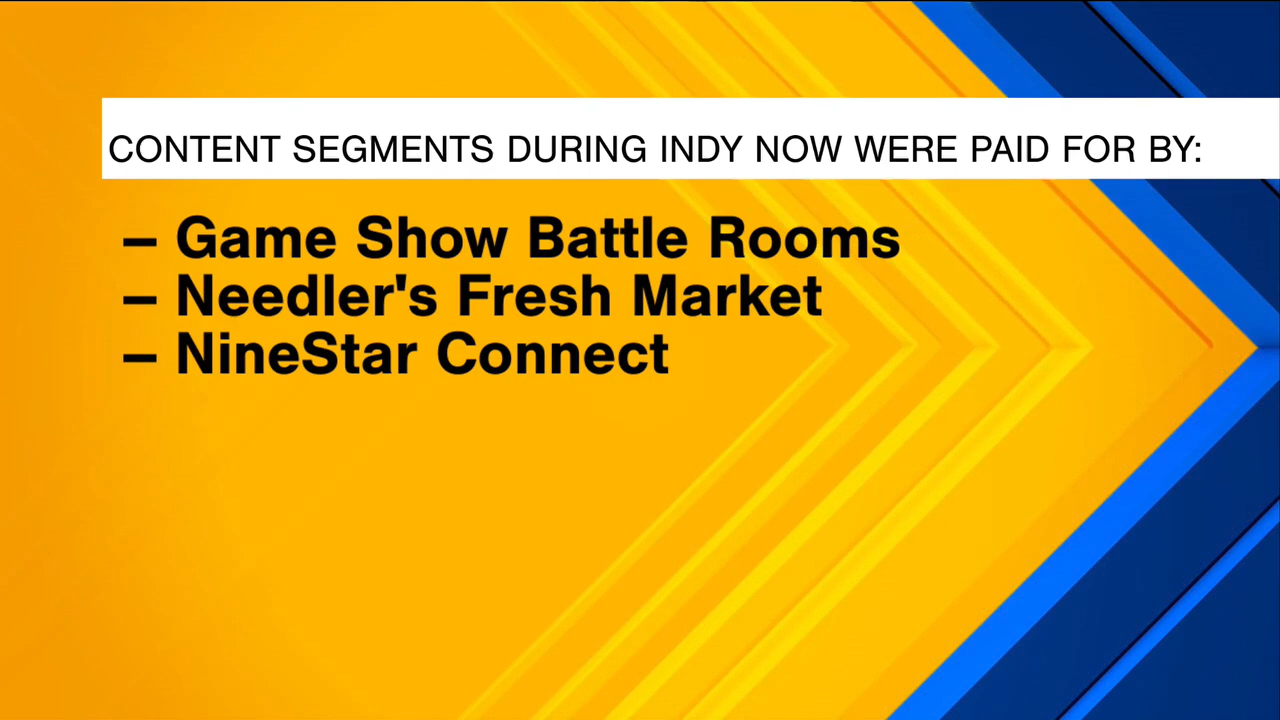 CONTENT SEGMENTS DURING INDY NOW WERE PAID FOR BY:
– Game Show Battle Rooms
– Needler's Fresh Market
– NineStar Connect